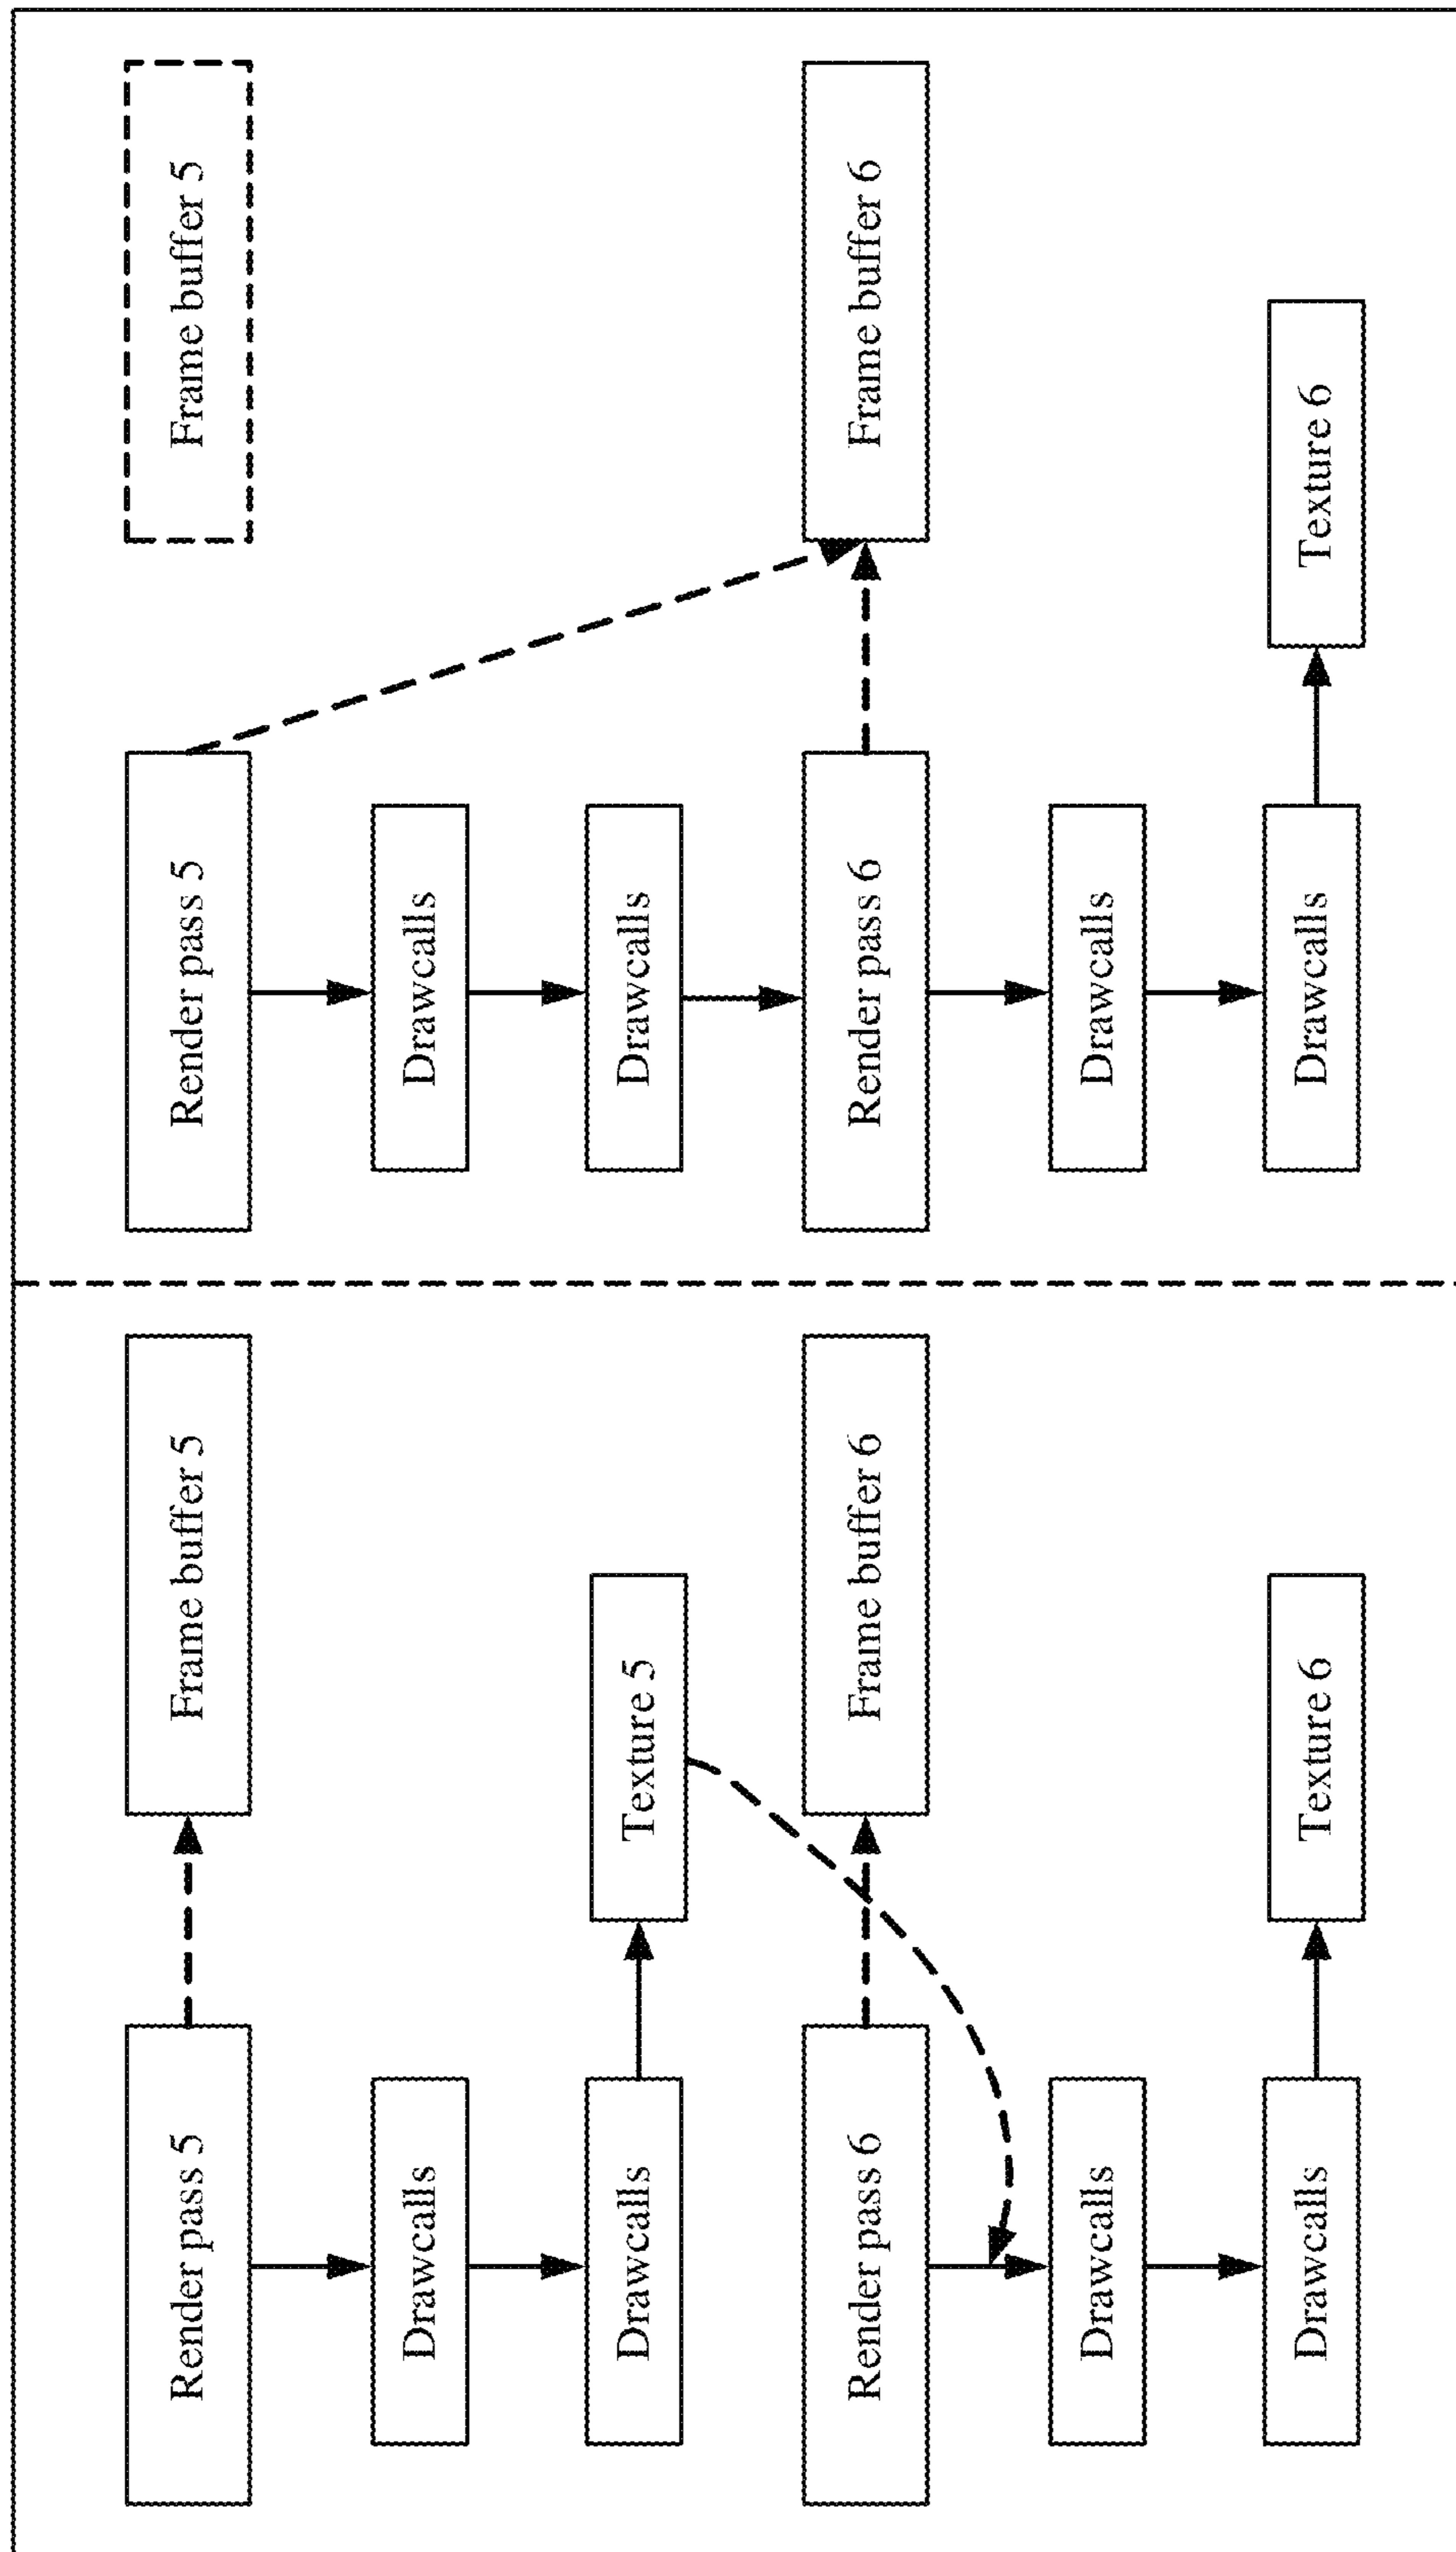 Render pass 5
Frame buffer 5
Drawcalls
Drawcalls
Texture 5
Render pass 6
Frame buffer 6
Drawcalls
Drawcalls
Texture 6
Render pass 5
Frame buffer 5
Drawcalls
Drawcalls
Render pass 6
Frame buffer 6
Drawcalls
Drawcalls
Texture 6